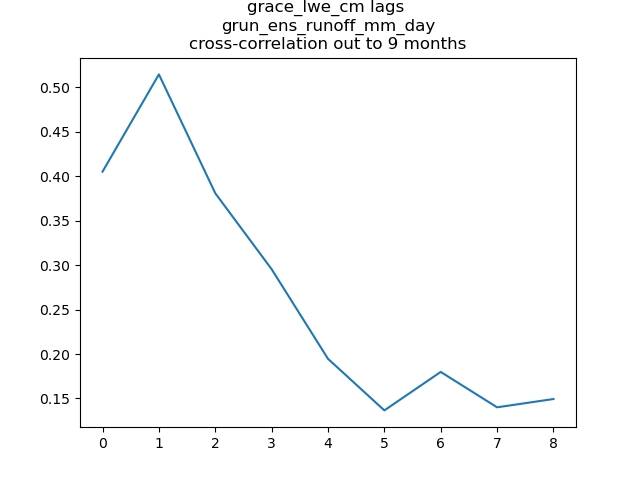 grace_lwe_cm lags
grun_ens_runoff_mm_day
cross-correlation out to 9 months
0.50
0.45
0.40
0.35
0.30
0.25
0.20
0.15
0 1 2 3 4 5 6 7 8